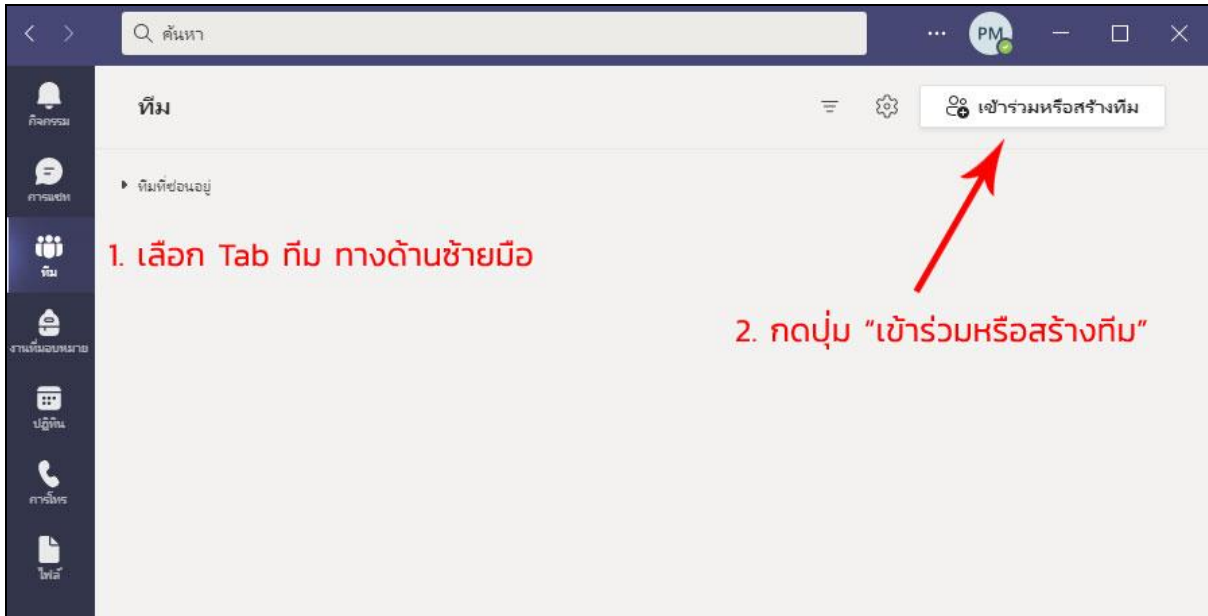 ค้นหา
PM
กิจกรรม
ทีม
เข้าร่วมหรือสร้างทีม
การแชท
ทีมที่ซ่อนอยู่
ทีม
1. เลือก Tab ทีม ทางด้านซ้ายมือ
งานที่มอบหมาย
2. กดปุ่ม “เข้าร่วมหรือสร้างทีม”
ปฏิทิน
การโทร
ไฟล์